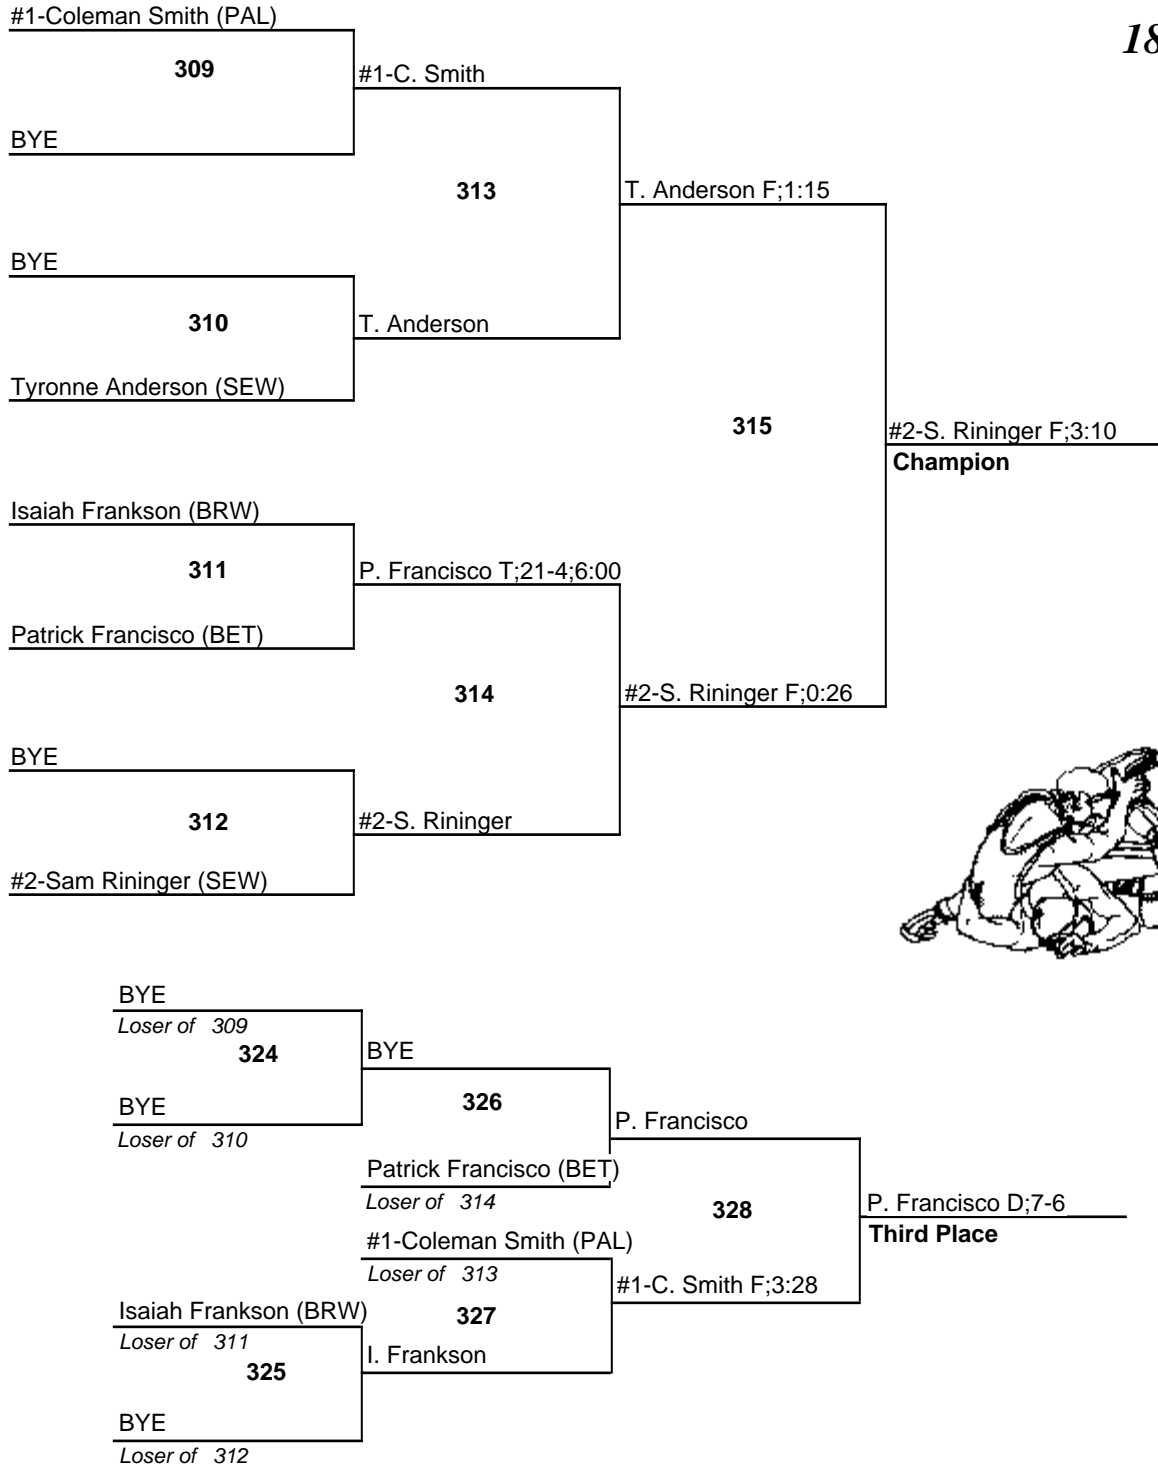 #1-Coleman Smith (PAL)
18
309
#1-C. Smith
BYE
313
T. Anderson F;1:15
BYE
310
T. Anderson
Tyronne Anderson (SEW)
315
#2-S. Rininger F;3:10
Champion
Isaiah Frankson (BRW)
311
P. Francisco T;21-4;6:00
Patrick Francisco (BET)
314
#2-S. Rininger F;0:26
BYE
312
#2-S. Rininger
#2-Sam Rininger (SEW)
BYE
Loser of 309
324
BYE
326
BYE
Loser of 310
P. Francisco
Patrick Francisco (BET)
Loser of 314
328
P. Francisco D;7-6
Third Place
#1-Coleman Smith (PAL)
Loser of 313
#1-C. Smith F;3:28
Isaiah Frankson (BRW)
327
Loser of 311
I. Frankson
325
BYE
Loser of 312